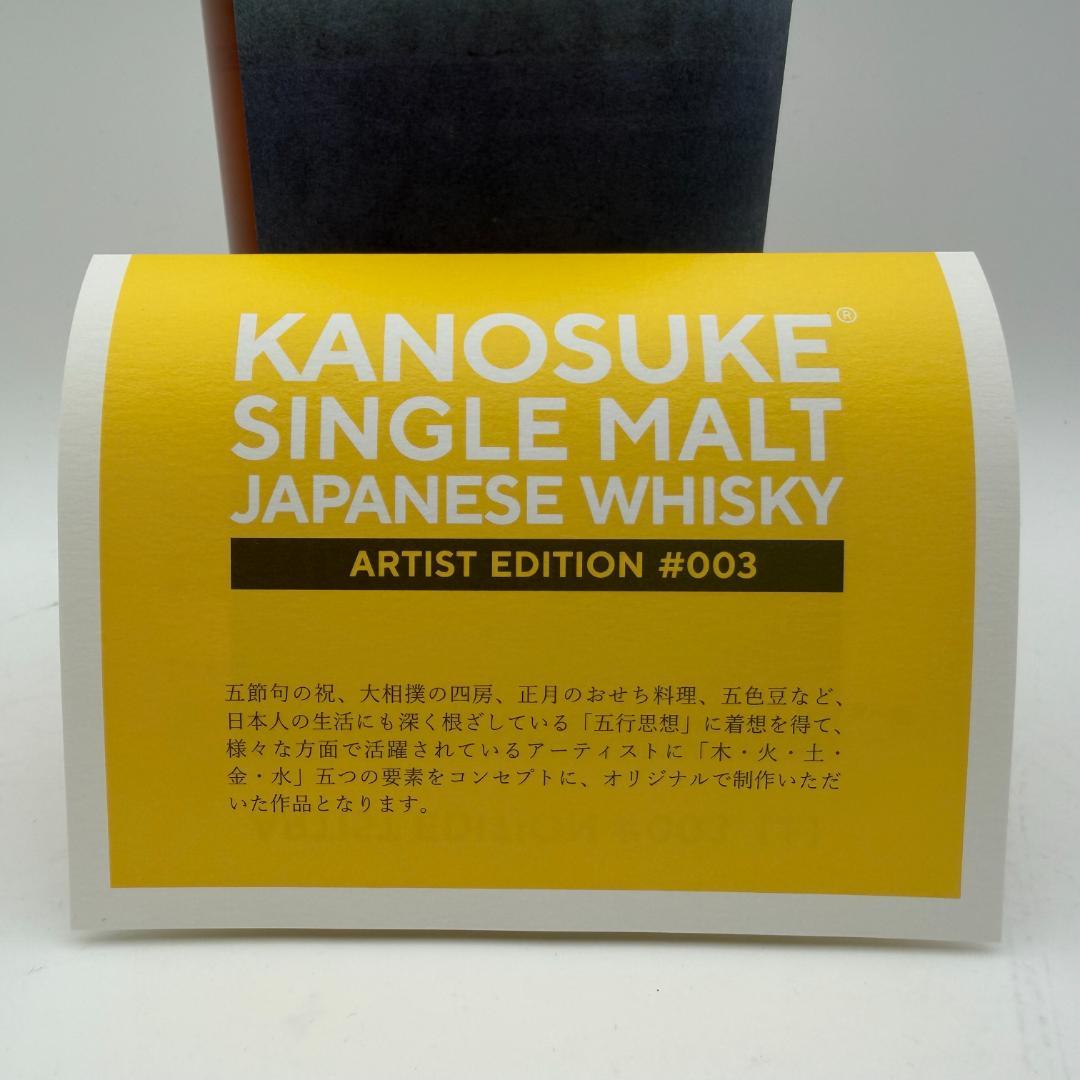 KANOSUKE®
SINGLE MALT
JAPANESE WHISKY
ARTIST EDITION #003
五節句の祝、大相撲の四房、正月のおせち料理、五色豆など、
日本人の生活にも深く根ざしている「五行思想」に着想を得て、
様々な方面で活躍されているアーティストに「木・火・土・
金・水」五つの要素をコンセプトに、オリジナルで制作いただ
いた作品となります。